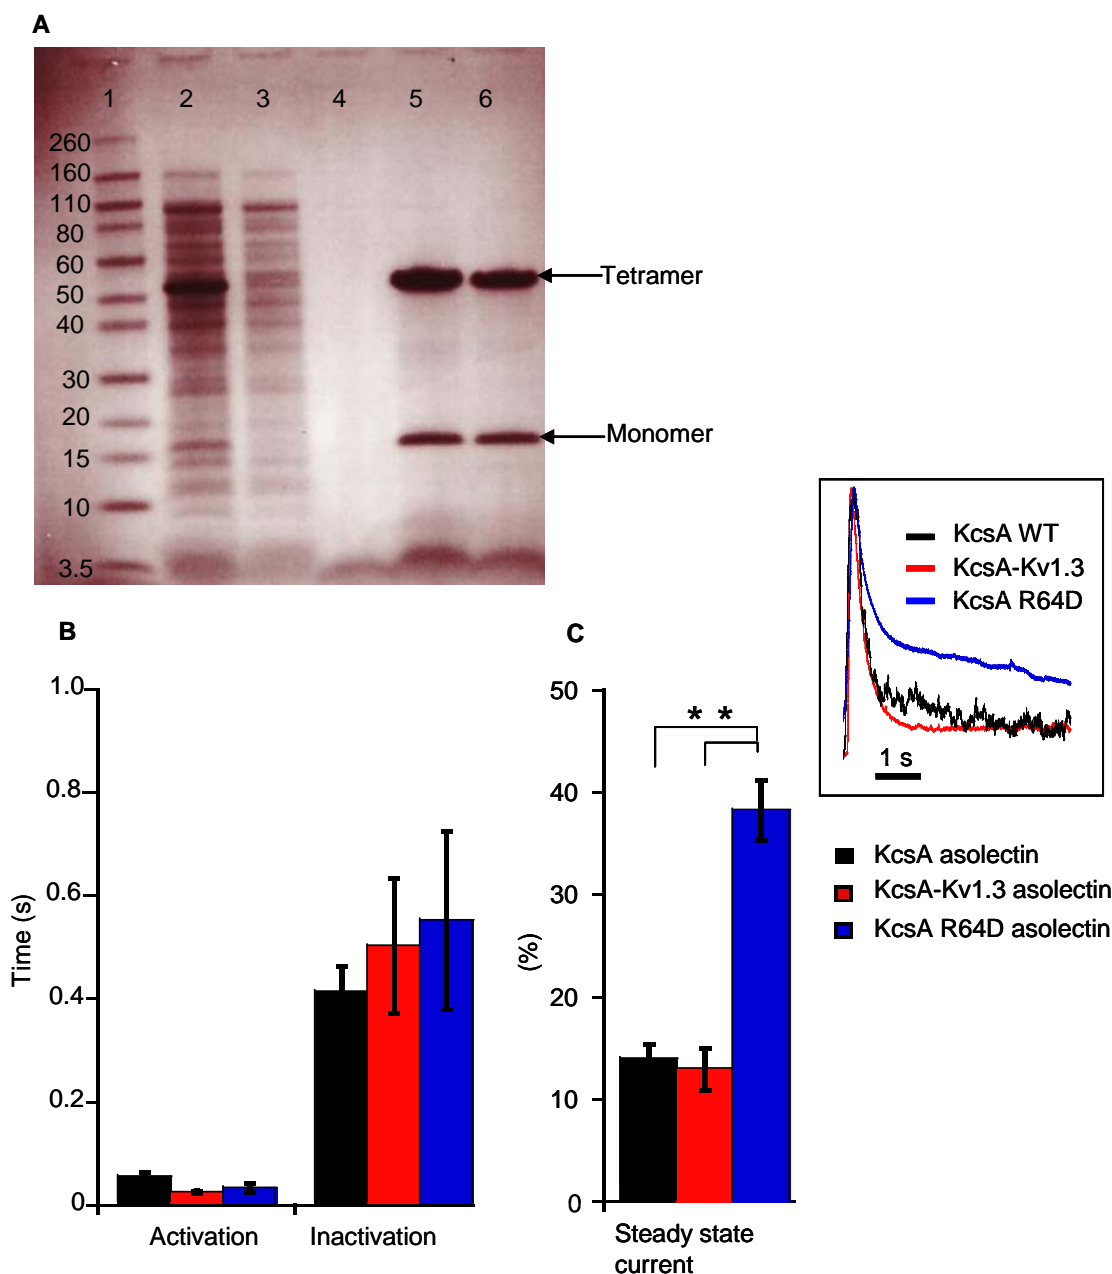 A
1 2 3 4 5 6
260
160
110
80
60
50
40
30
20
15
10
3.5
Tetramer
Monomer
KcsA WT
KcsA-Kv1.3
KcsA R64D
1 s
B
1.0
0.8
0.6
0.4
0.2
0
Time (s)
Activation
Inactivation
C
50
40
30
20
10
0
(%)
* *
Steady state
current
KcsA asolectin
KcsA-Kv1.3 asolectin
KcsA R64D asolectin